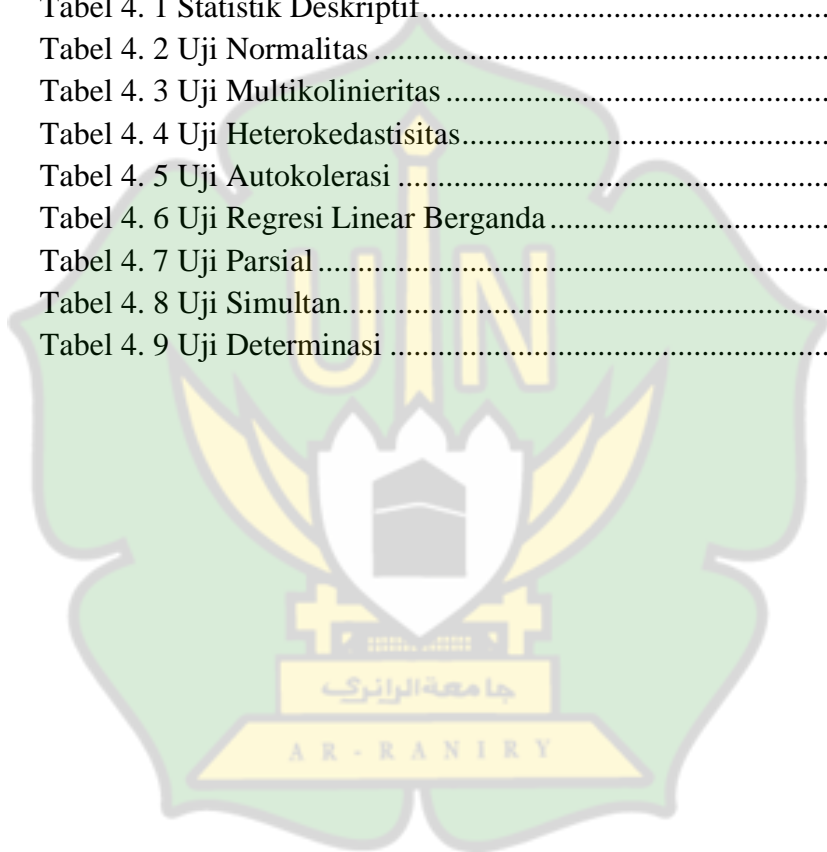 Tabel 4. 1 Statistik Deskriptif........................................................
Tabel 4. 2 Uji Normalitas ...............................................................
Tabel 4. 3 Uji Multikolinieritas .....................................................
Tabel 4. 4 Uji Heterokedastisitas...................................................
Tabel 4. 5 Uji Autokolerasi ...........................................................
Tabel 4. 6 Uji Regresi Linear Berganda........................................
Tabel 4. 7 Uji Parsial.....................................................................
Tabel 4. 8 Uji Simultan..................................................................
Tabel 4. 9 Uji Determinasi ............................................................
UIN
جامعةالرانري
AR-RANIRY